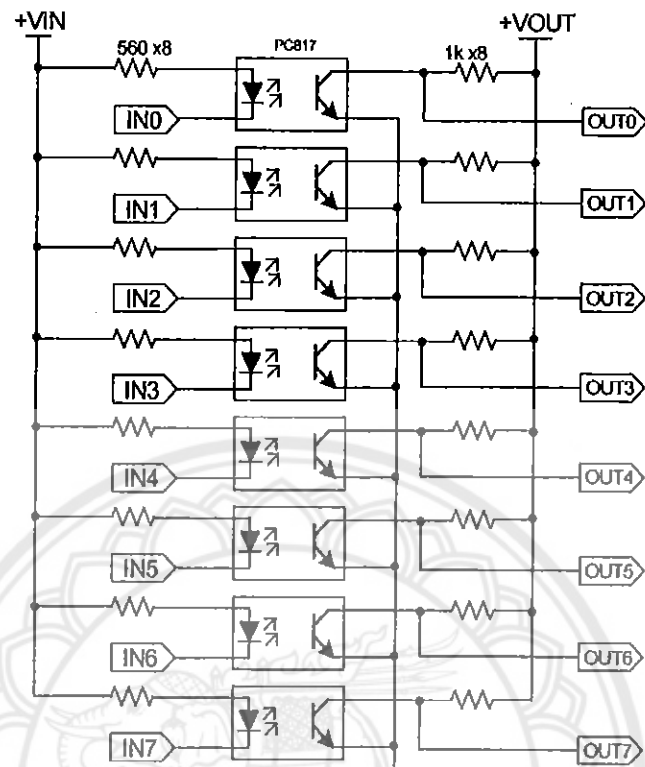 +VIN +VOUT
560 x8 PC817 1k x8
IN0 OUT0
IN1 OUT1
IN2 OUT2
IN3 OUT3
IN4 OUT4
IN5 OUT5
IN6 OUT6
IN7 OUT7